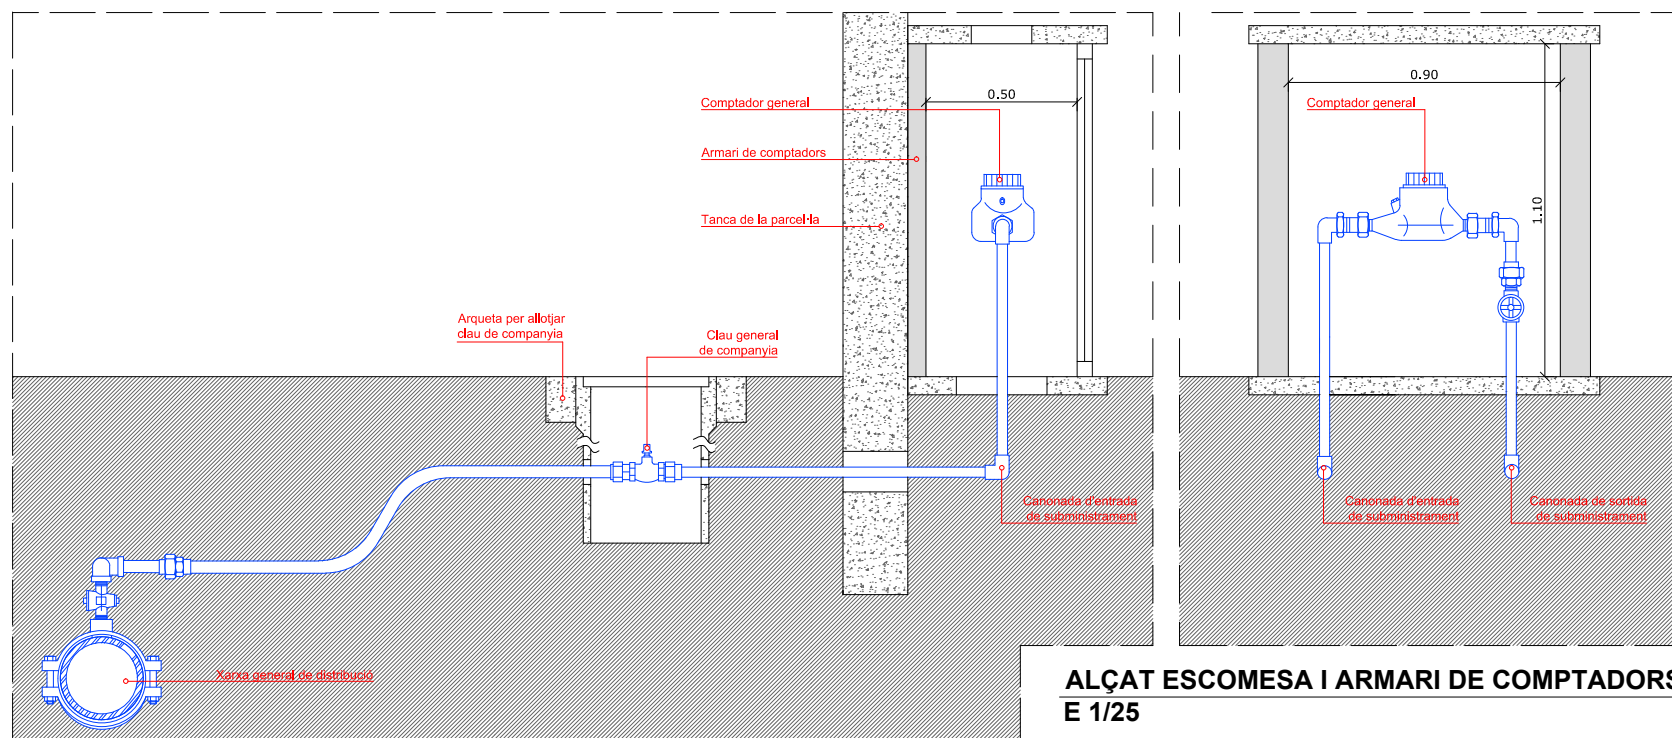 0.50
0.90
Comptador general
Comptador general
Armari de comptadors
1.10
Tanca de la parcel·la
Arqueta per allotjar
clau de companyia
Clau general
de companyia
Canonada d'entrada
de subministrament
Canonada d'entrada
de subministrament
Canonada de sortida
de subministrament
Xarxa general de distribució
ALÇAT ESCOMESA I ARMARI DE COMPTADORS
E 1/25